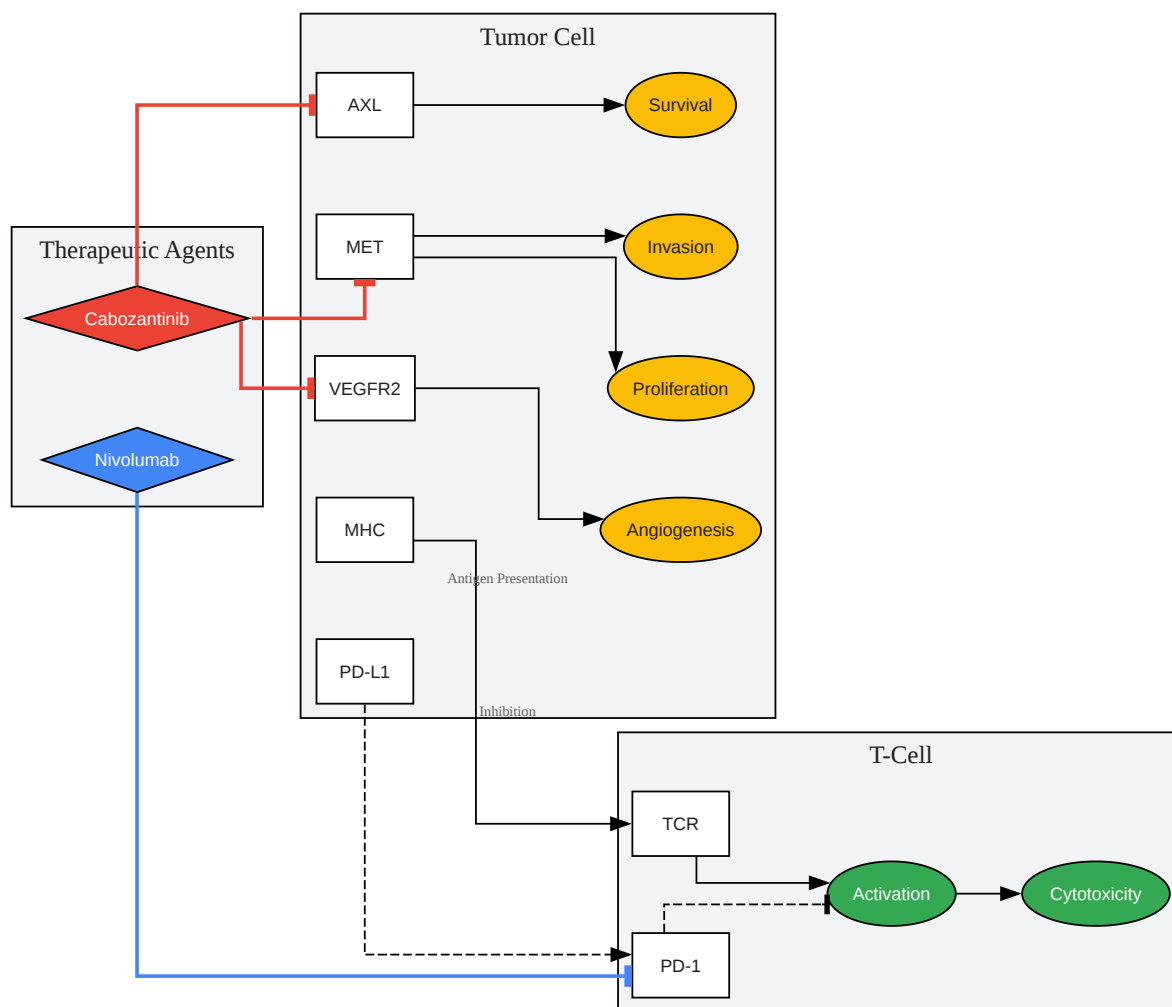 Tumor Cell
AXL
Survival
MET
Invasion
Therapeutic Agents
Cabozantinib
VEGFR2
Proliferation
Nivolumab
MHC
Angiogenesis
Antigen Presentation
PD-L1
Inhibition
T-Cell
TCR
Activation
Cytotoxicity
PD-1